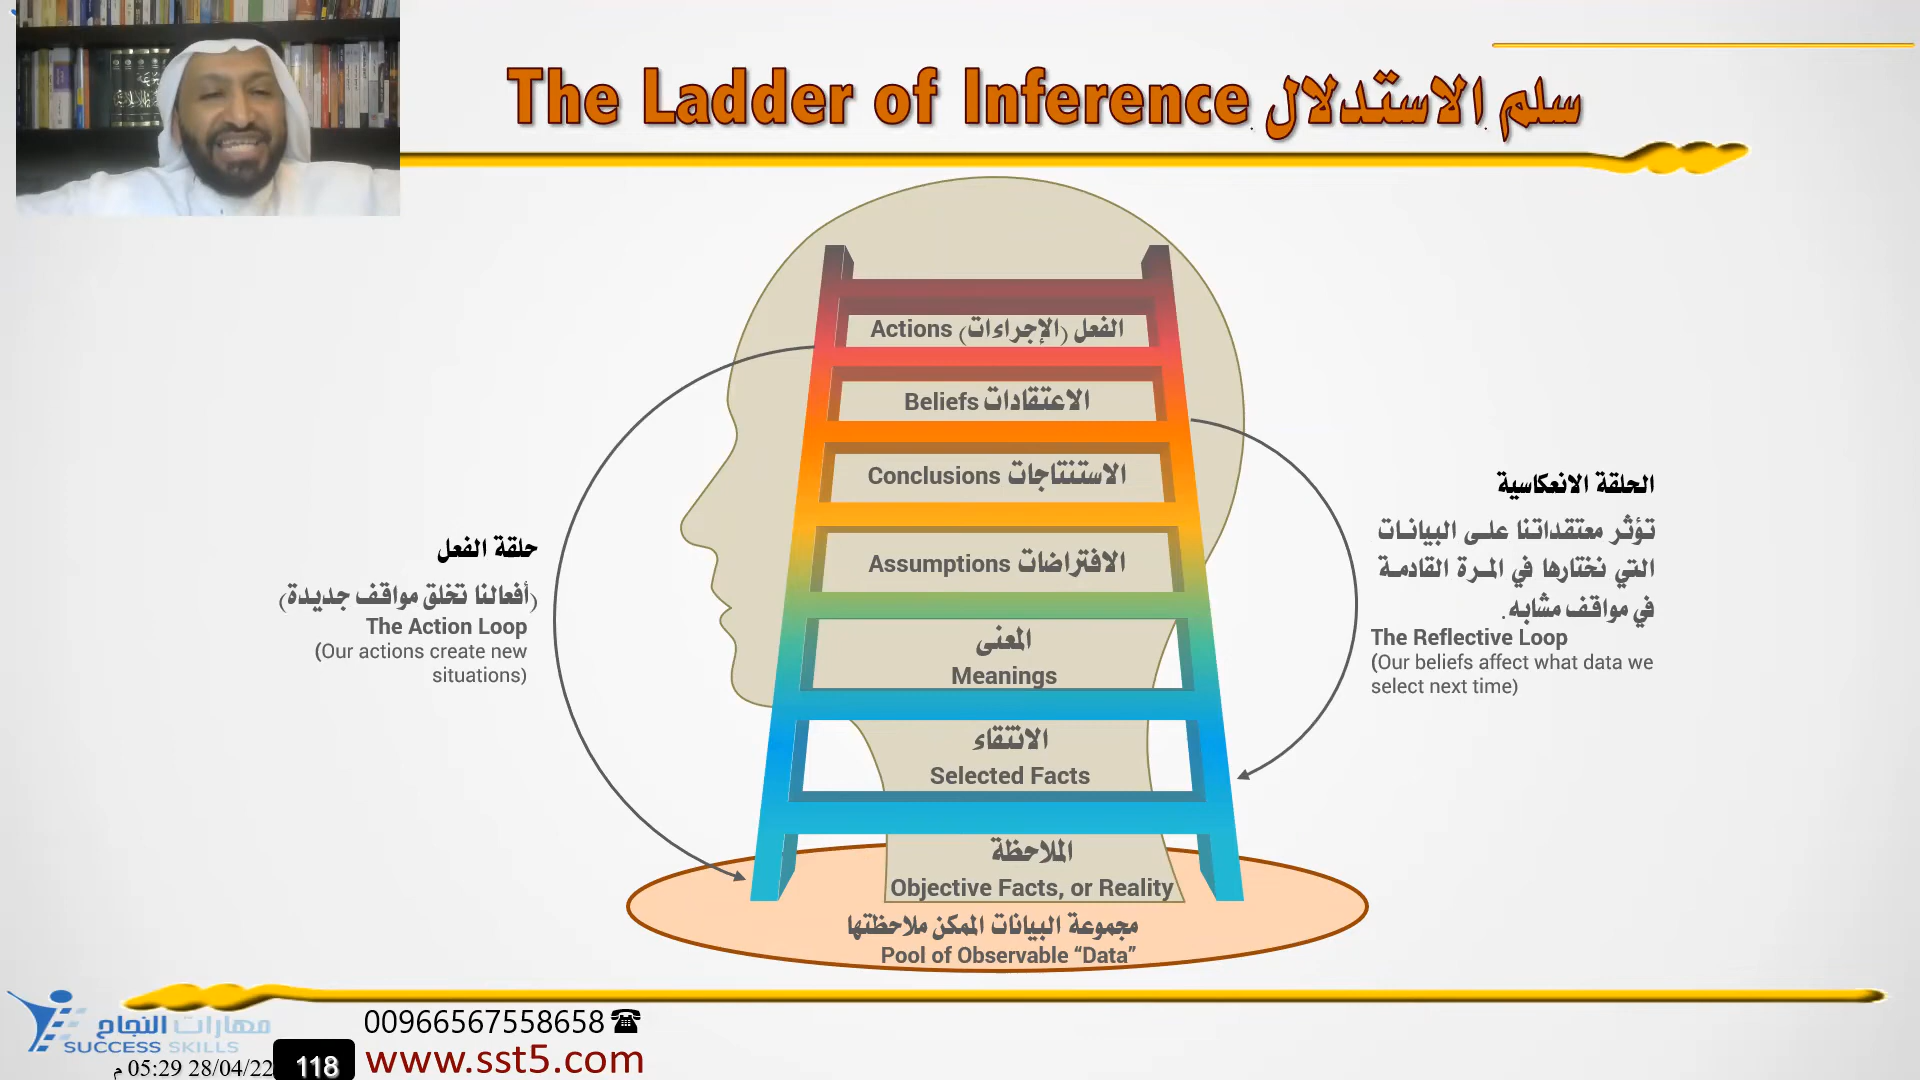 The Ladder of Inference سلم الاستدلال
الفعل (الإجراءات) Actions
الاعتقادات Beliefs
الاستنتاجات Conclusions
الافتراضات Assumptions
المعنى
Meanings
الانتقاء
Selected Facts
الملاحظة
Objective Facts, or Reality
مجموعة البيانات الممكن ملاحظتها
Pool of Observable “Data”
حلقة الفعل
(أفعالنا تخلق مواقف جديدة)
The Action Loop
(Our actions create new
situations)
الحلقة الانعكاسية
تؤثر معتقداتنا على البيانات
التي نختارها في المرة القادمة
في مواقف مشابه.
The Reflective Loop
(Our beliefs affect what data we
select next time)
مهارات النجاح
SUCCESS SKILLS
00966567558658
www.sst5.com
28/04/22 05:29 م
118